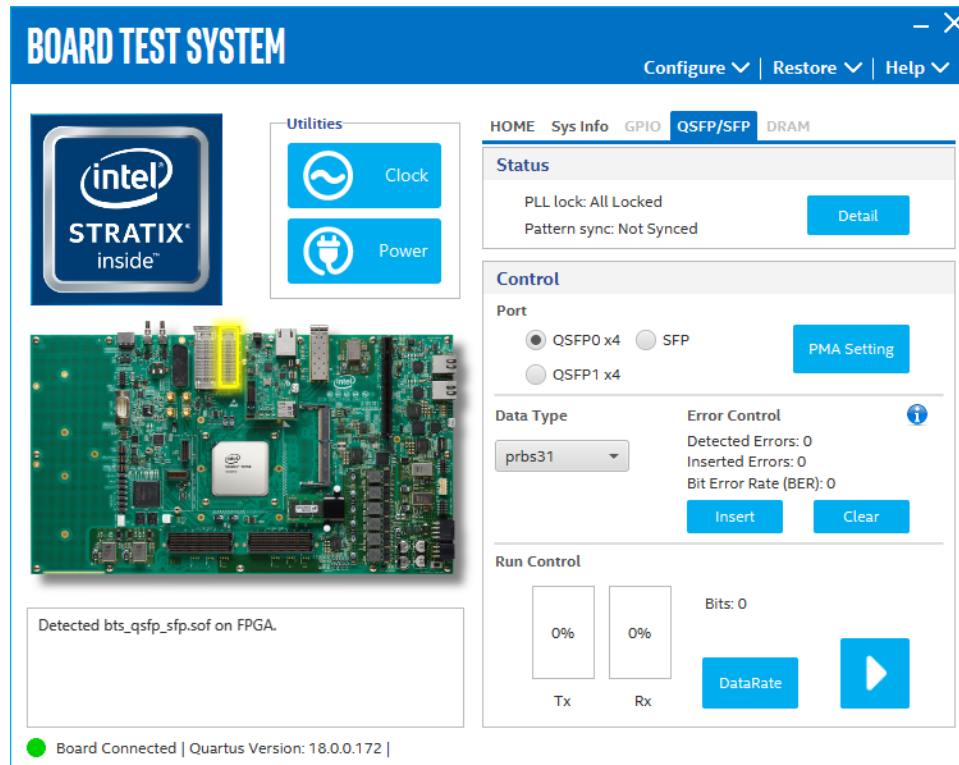 BOARD TEST SYSTEM
Configure | Restore | Help
intel
STRATIX®
inside™
Utilities
Clock
Power
HOME Sys Info GPIO QSFP/SFP DRAM
Status
PLL lock: All Locked
Pattern sync: Not Synced
Detail
Control
Port
QSFP0 x4 SFP
QSFP1 x4
PMA Setting
Data Type
prbs31
Error Control
Detected Errors: 0
Inserted Errors: 0
Bit Error Rate (BER): 0
Insert Clear
Run Control
0% 0%
Tx Rx
Bits: 0
DataRate
Detected bts_qsfp_sfp.sof on FPGA.
Board Connected | Quartus Version: 18.0.0.172 |